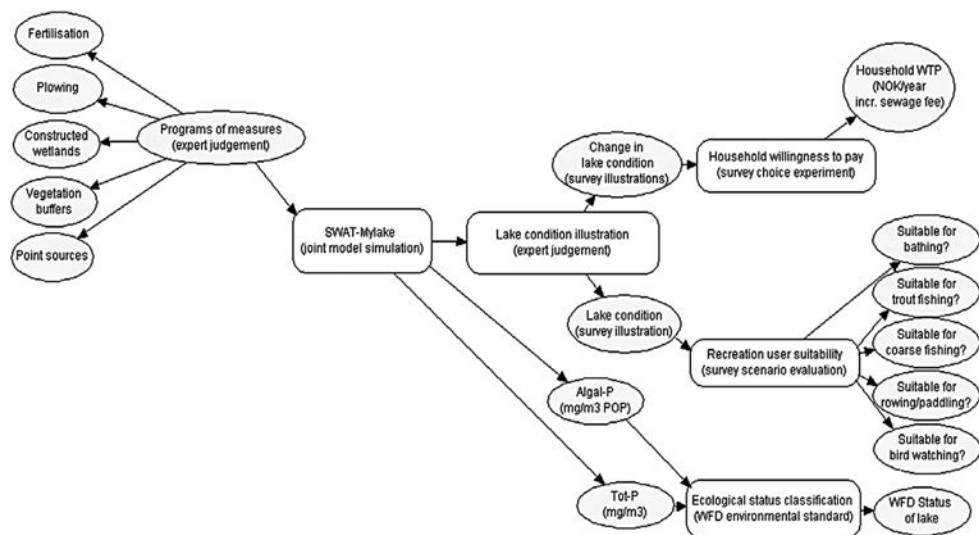 Fertilisation
Plowing
Constructed
wetlands
Vegetation
buffers
Point sources
Programs of measures
(expert judgement)
SWAT-Mylake
(joint model simulation)
Lake condition illustration
(expert judgement)
Change in
lake condition
(survey illustrations)
Household willingness to pay
(survey choice experiment)
Household WTP
(NOK/year
incr. sewage fee)
Lake condition
(survey illustration)
Recreation user suitability
(survey scenario evaluation)
Suitable for
bathing?
Suitable for
trout fishing?
Suitable for
coarse fishing?
Suitable for
rowing/paddling?
Suitable for
bird watching?
Algal-P
(mg/m3 POP)
Tot-P
(mg/m3)
Ecological status classification
(WFD environmental standard)
WFD Status
of lake